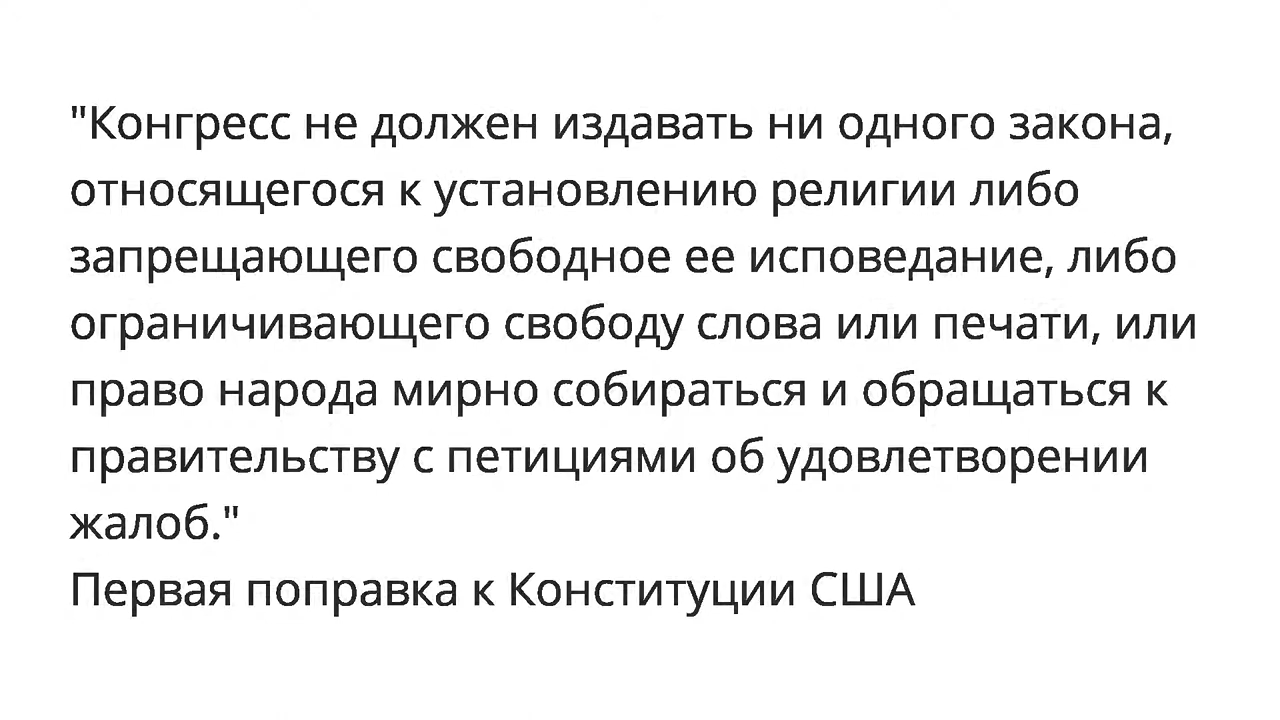 "Конгресс не должен издавать ни одного закона,
относящегося к установлению религии либо
запрещающего свободное ее исповедание, либо
ограничивающего свободу слова или печати, или
право народа мирно собираться и обращаться к
правительству с петициями об удовлетворении
жалоб."
Первая поправка к Конституции США